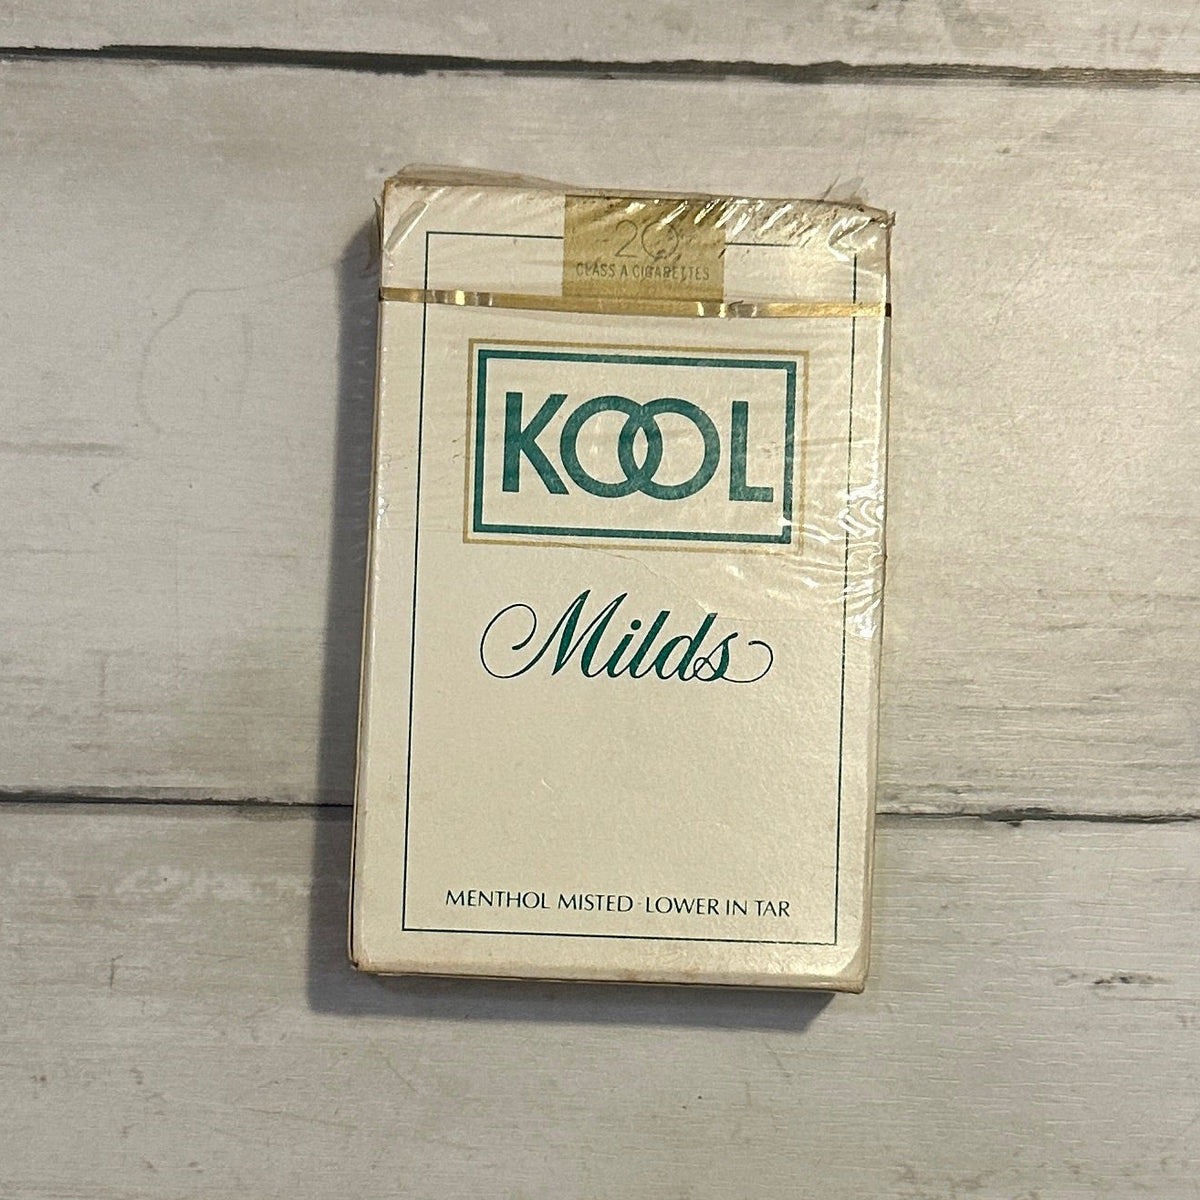 20
CLASS A CIGARETTES
KOOL
Milds
MENTHOL MISTED · LOWER IN TAR